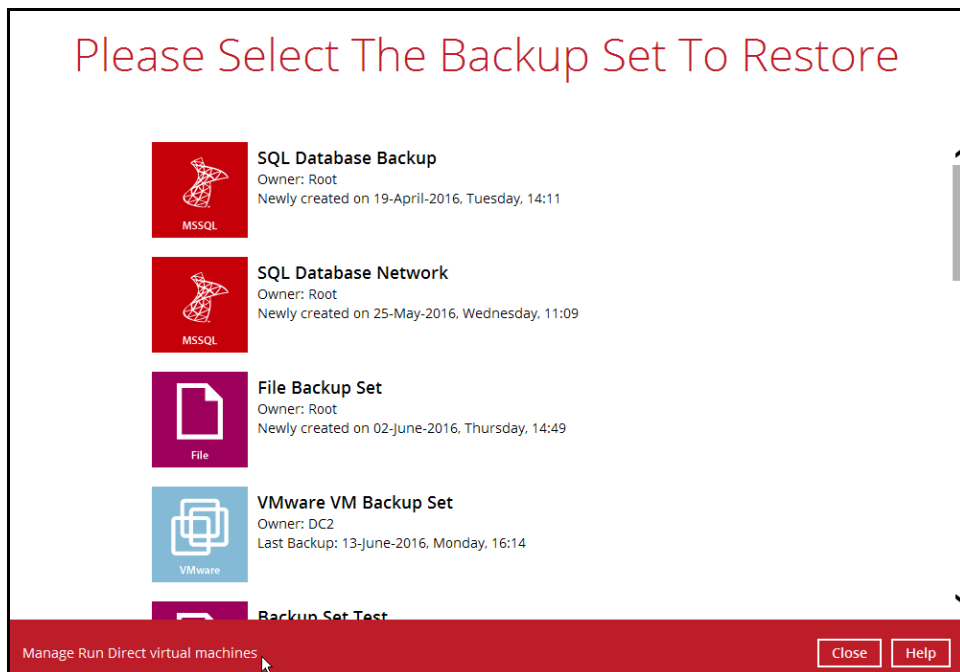 Please Select The Backup Set To Restore
MSSQL
SQL Database Backup
Owner: Root
Newly created on 19-April-2016, Tuesday, 14:11
MSSQL
SQL Database Network
Owner: Root
Newly created on 25-May-2016, Wednesday, 11:09
File
File Backup Set
Owner: Root
Newly created on 02-June-2016, Thursday, 14:49
VMware
VMware VM Backup Set
Owner: DC2
Last Backup: 13-June-2016, Monday, 16:14
Backup Set Test
Manage Run Direct virtual machines
Close
Help